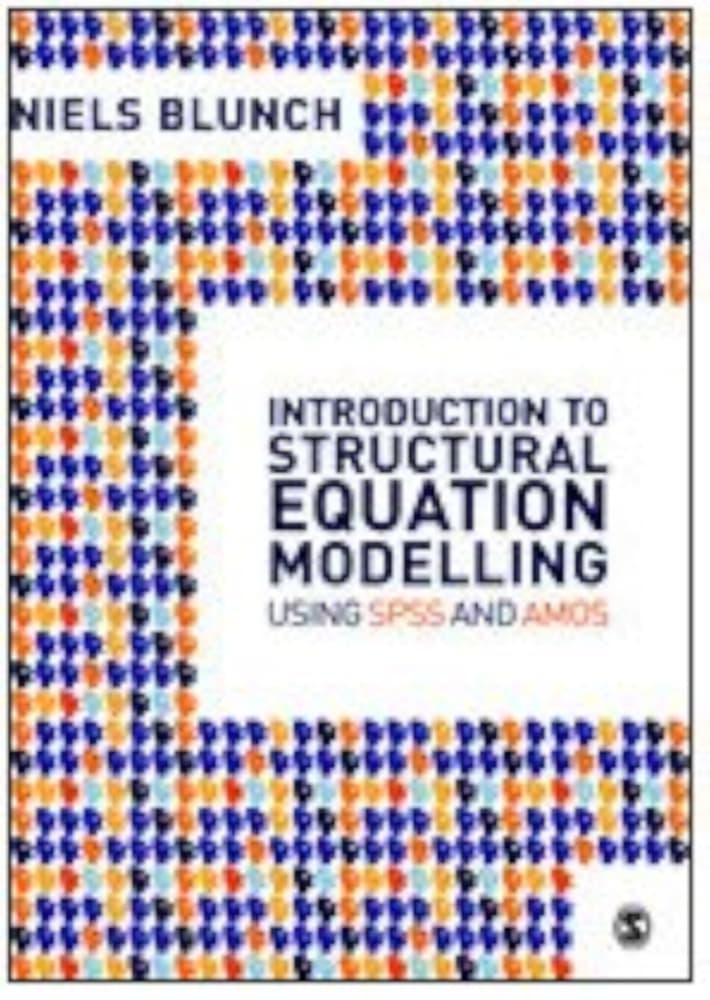 NIELS BLUNCH
INTRODUCTION TO
STRUCTURAL
EQUATION
MODELLING
USING SPSS AND AMOS